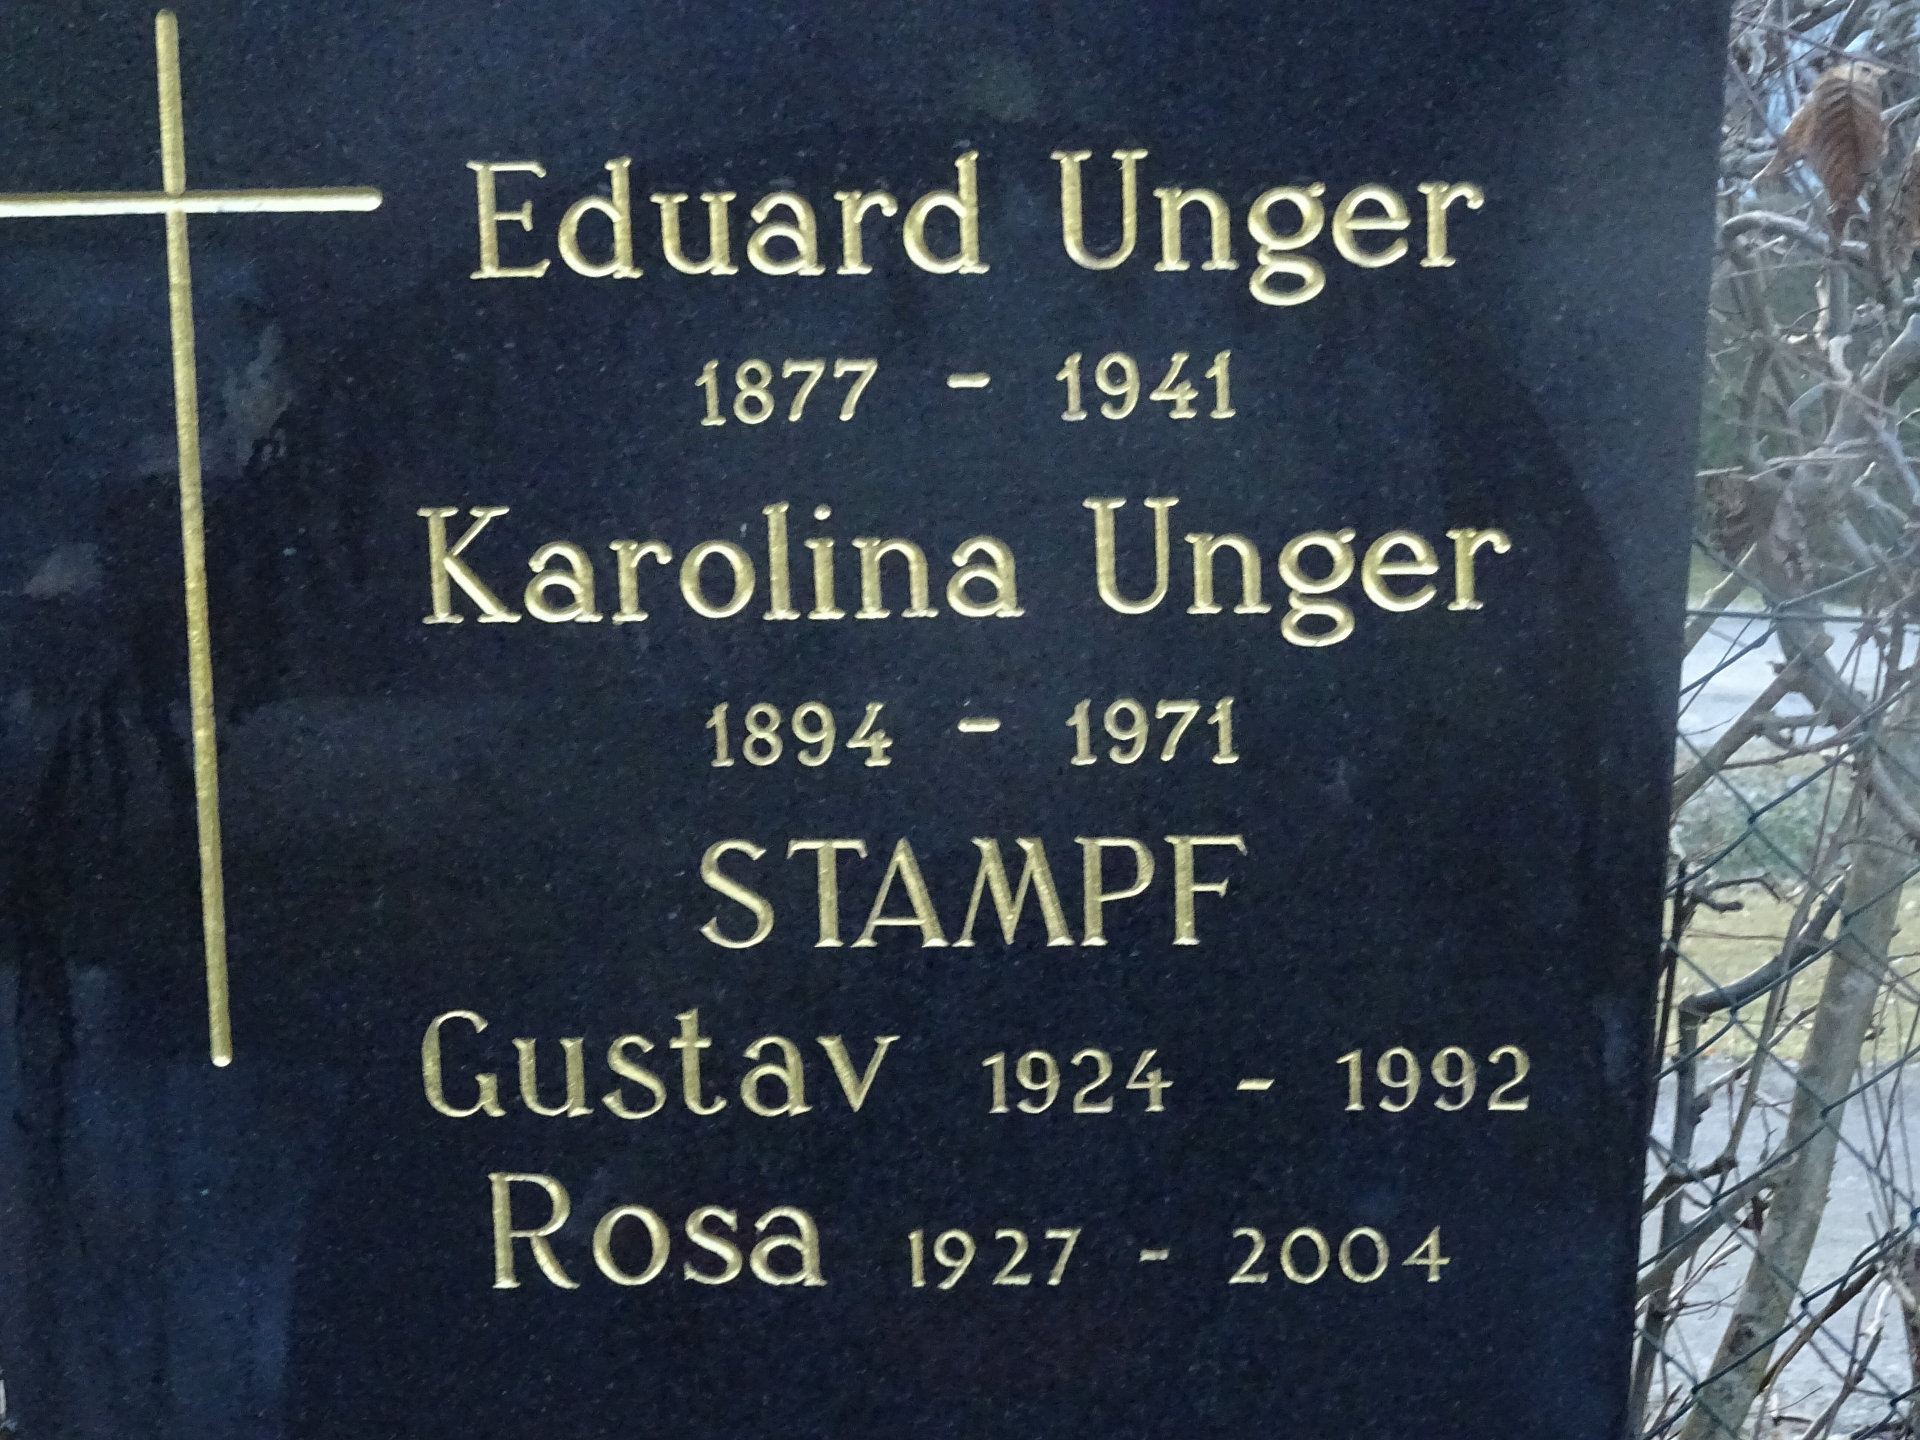 Eduard Unger
1877 - 1941
Karolina Unger
1894 - 1971
STAMPF
Gustav 1924 - 1992
Rosa 1927 - 2004